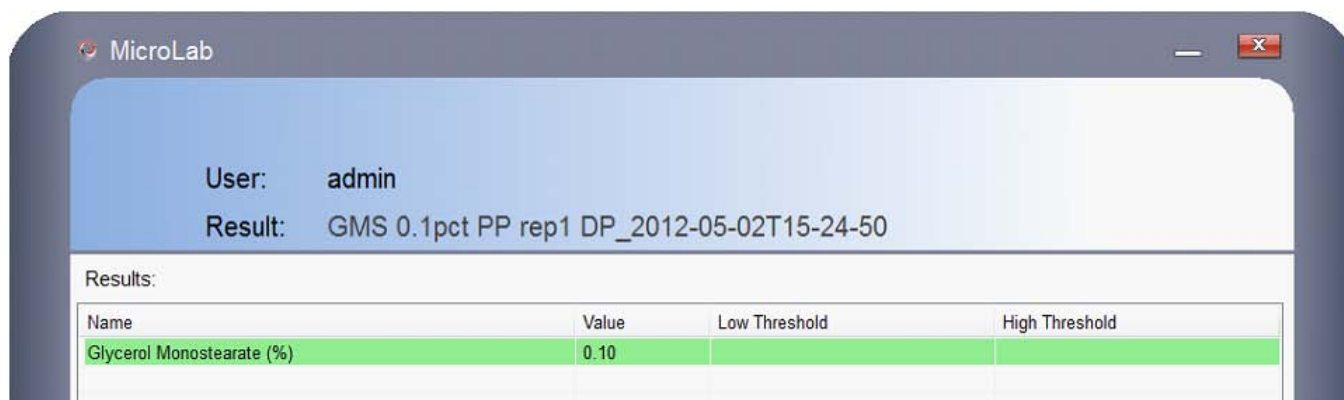 MicroLab
User: admin
Result: GMS 0.1pct PP rep1 DP_2012-05-02T15-24-50
Results:
Name Value Low Threshold High Threshold
Glycerol Monostearate (%) 0.10